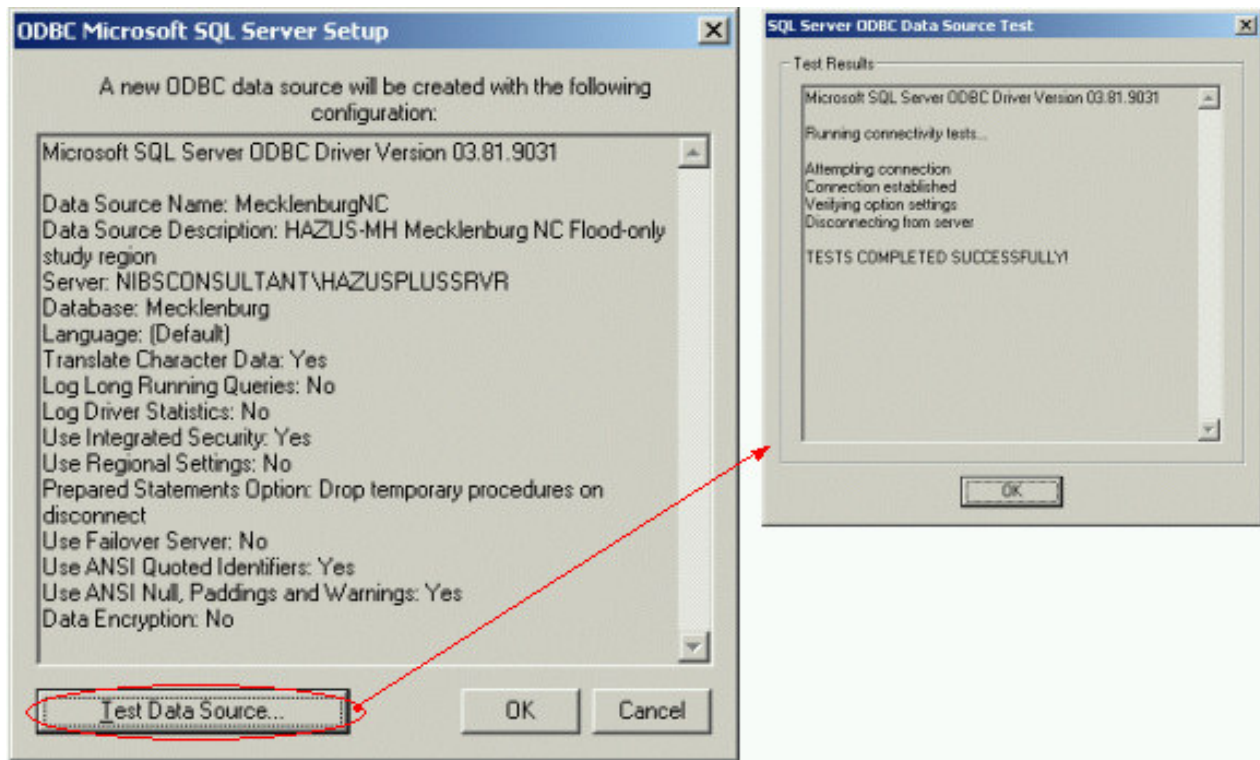 ODBC Microsoft SQL Server Setup
A new ODBC data source will be created with the following
configuration:
Microsoft SQL Server ODBC Driver Version 03.81.9031
Data Source Name: MecklenburgNC
Data Source Description: HAZUS-MH Mecklenburg NC Flood-only
study region
Server: NIBSCONSULTANT\HAZUSPLUSSRVR
Database: Mecklenburg
Language: (Default)
Translate Character Data: Yes
Log Long Running Queries: No
Log Driver Statistics: No
Use Integrated Security: Yes
Use Regional Settings: No
Prepared Statements Option: Drop temporary procedures on
disconnect
Use Failover Server: No
Use ANSI Quoted Identifiers: Yes
Use ANSI Null, Paddings and Warnings: Yes
Data Encryption: No
Test Data Source...
OK
Cancel
SQL Server ODBC Data Source Test
Test Results
Microsoft SQL Server ODBC Driver Version 03.81.9031
Running connectivity tests...
Attempting connection
Connection established
Verifying option settings
Disconnecting from server
TESTS COMPLETED SUCCESSFULLY!
OK